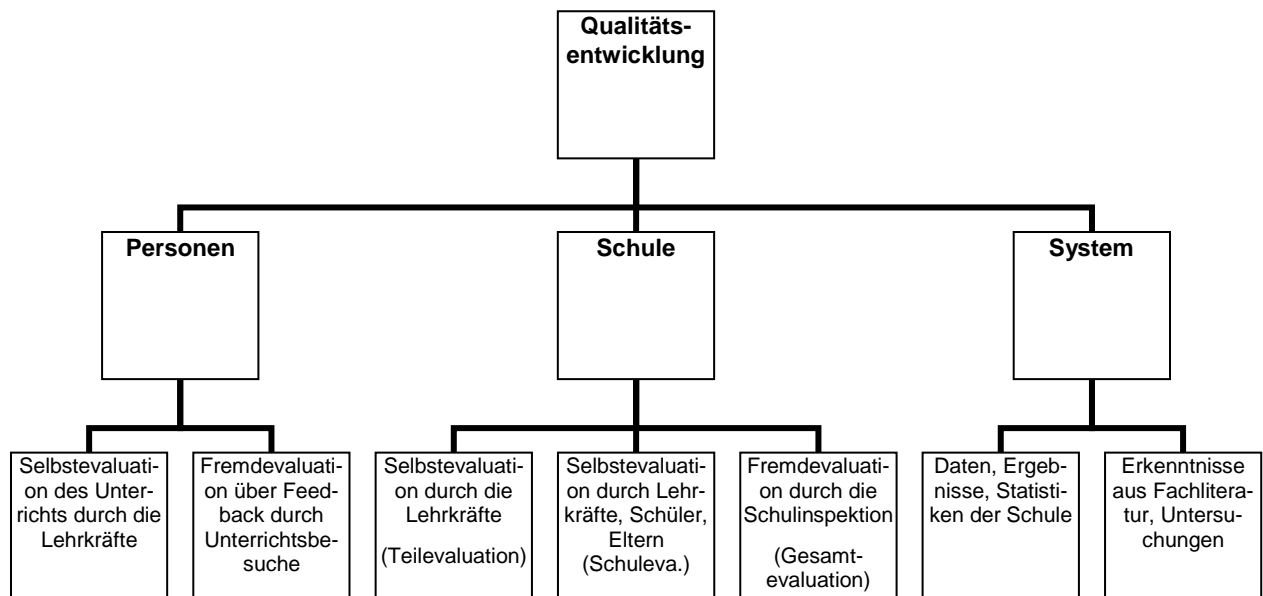 Qualitäts-
entwicklung
Personen
Schule
System
Selbstevaluati-
on des Unter-
richts durch die
Lehrkräfte
Fremdevaluati-
on über Feed-
back durch
Unterrichtsbe-
suche
Selbstevaluati-
on durch die
Lehrkräfte
(Teilevaluation)
Selbstevaluati-
on durch Lehr-
kräfte, Schüler,
Eltern
(Schuleva.)
Fremdevaluati-
on durch die
Schulinspektion
(Gesamt-
evaluation)
Daten, Ergeb-
nisse, Statisti-
ken der Schule
Erkenntnisse
aus Fachlitera-
tur, Untersu-
chungen